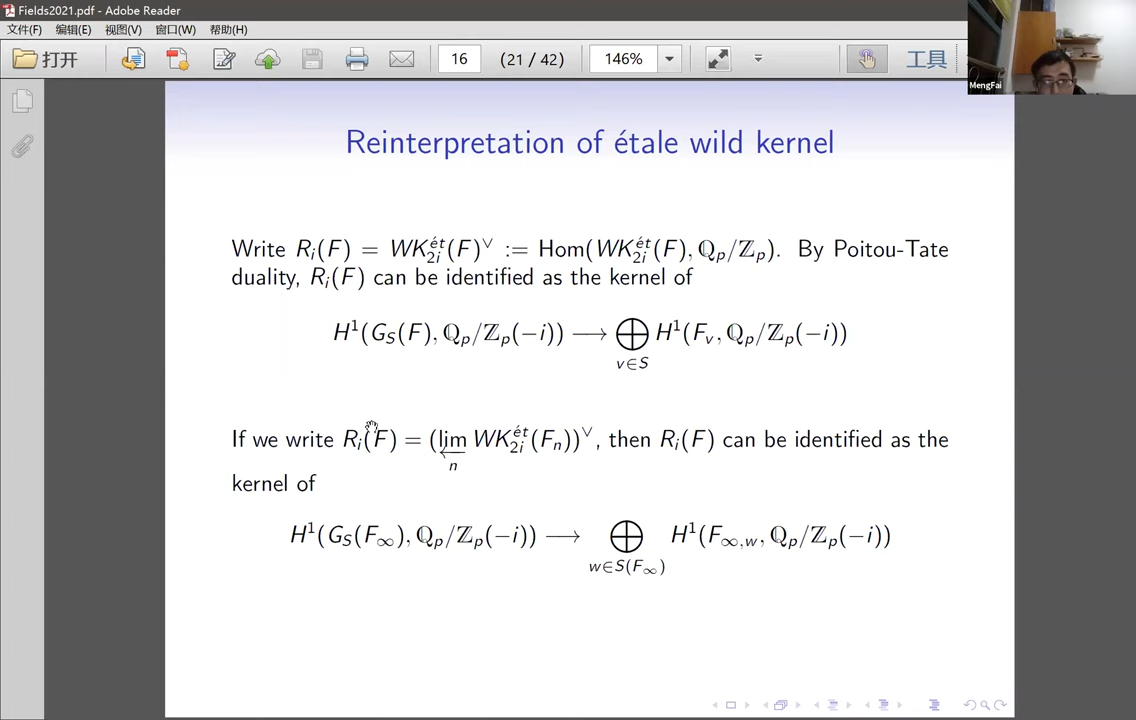 Fields2021.pdf - Adobe Reader
文件(F) 编辑(E) 视图(V) 窗口(W) 帮助(H)
打开 16 (21 / 42) 146% 工具
MengFai
Reinterpretation of étale wild kernel
Write R_i(F) = WK^{ét}_{2i}(F)^∨ := Hom(WK^{ét}_{2i}(F), ℚ_p/ℤ_p). By Poitou-Tate
duality, R_i(F) can be identified as the kernel of
H^1(G_S(F), ℚ_p/ℤ_p(−i)) ⟶ ⨁_{v∈S} H^1(F_v, ℚ_p/ℤ_p(−i))
If we write R_i(F) = (lim_{←n} WK^{ét}_{2i}(F_n))^∨, then R_i(F) can be identified as the
kernel of
H^1(G_S(F_∞), ℚ_p/ℤ_p(−i)) ⟶ ⨁_{w∈S(F_∞)} H^1(F_{∞,w}, ℚ_p/ℤ_p(−i))